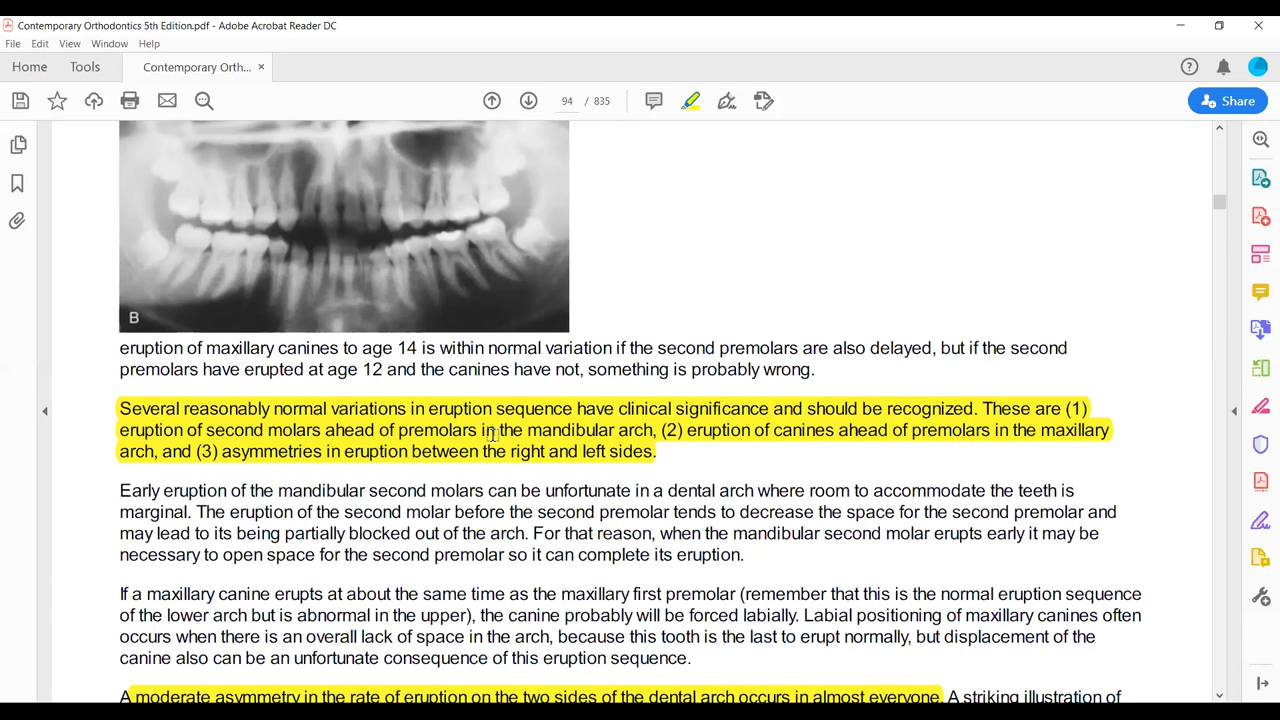 Contemporary Orthodontics 5th Edition.pdf - Adobe Acrobat Reader DC
File Edit View Window Help
Home Tools Contemporary Orth... ×
94 / 835
Share
B
eruption of maxillary canines to age 14 is within normal variation if the second premolars are also delayed, but if the second
premolars have erupted at age 12 and the canines have not, something is probably wrong.
Several reasonably normal variations in eruption sequence have clinical significance and should be recognized. These are (1)
eruption of second molars ahead of premolars in the mandibular arch, (2) eruption of canines ahead of premolars in the maxillary
arch, and (3) asymmetries in eruption between the right and left sides.
Early eruption of the mandibular second molars can be unfortunate in a dental arch where room to accommodate the teeth is
marginal. The eruption of the second molar before the second premolar tends to decrease the space for the second premolar and
may lead to its being partially blocked out of the arch. For that reason, when the mandibular second molar erupts early it may be
necessary to open space for the second premolar so it can complete its eruption.
If a maxillary canine erupts at about the same time as the maxillary first premolar (remember that this is the normal eruption sequence
of the lower arch but is abnormal in the upper), the canine probably will be forced labially. Labial positioning of maxillary canines often
occurs when there is an overall lack of space in the arch, because this tooth is the last to erupt normally, but displacement of the
canine also can be an unfortunate consequence of this eruption sequence.
A moderate asymmetry in the rate of eruption on the two sides of the dental arch occurs in almost everyone. A striking illustration of